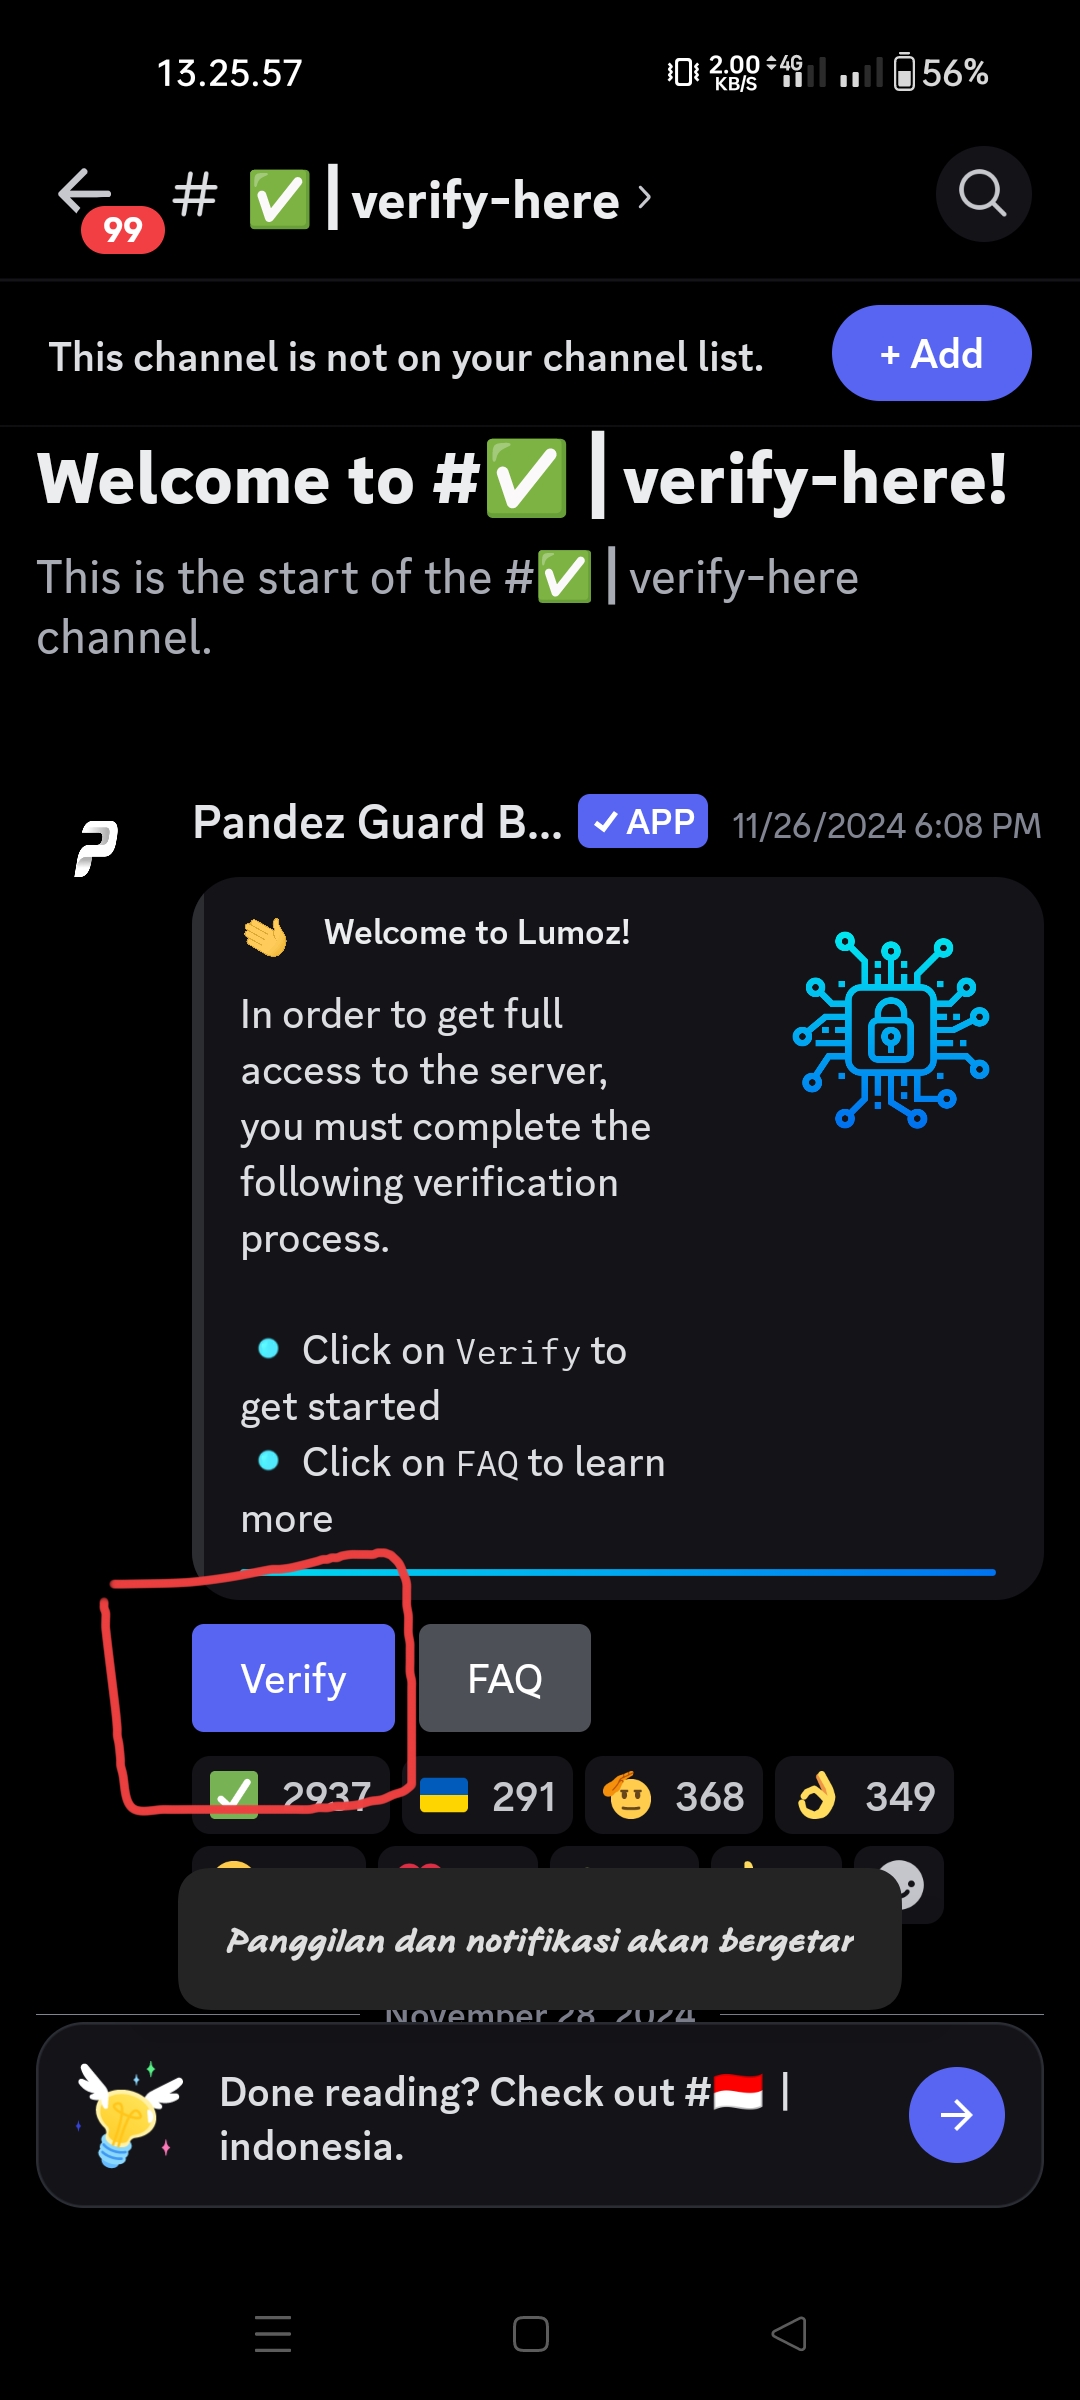 13.25.57 2.00 KB/S 4G 56%
99 # ✅ | verify-here ›
This channel is not on your channel list. + Add
Welcome to #✅ | verify-here!
This is the start of the #✅ | verify-here
channel.
Pandez Guard B... ✓ APP 11/26/2024 6:08 PM
👋 Welcome to Lumoz!
In order to get full
access to the server,
you must complete the
following verification
process.
Click on Verify to
get started
Click on FAQ to learn
more
Verify FAQ
✅ 2937 🇺🇦 291 🫡 368 👌 349
Panggilan dan notifikasi akan bergetar
November 28, 2024
Done reading? Check out #🇮🇩 |
indonesia.